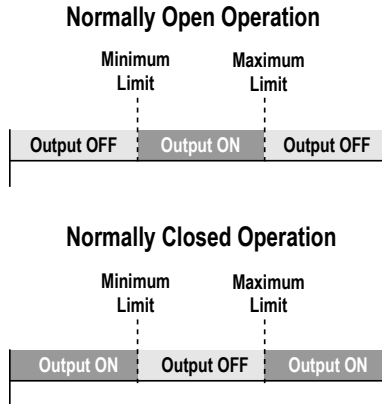 Normally Open Operation
Minimum Limit
Maximum Limit
Output OFF
Output ON
Output OFF
Normally Closed Operation
Minimum Limit
Maximum Limit
Output ON
Output OFF
Output ON